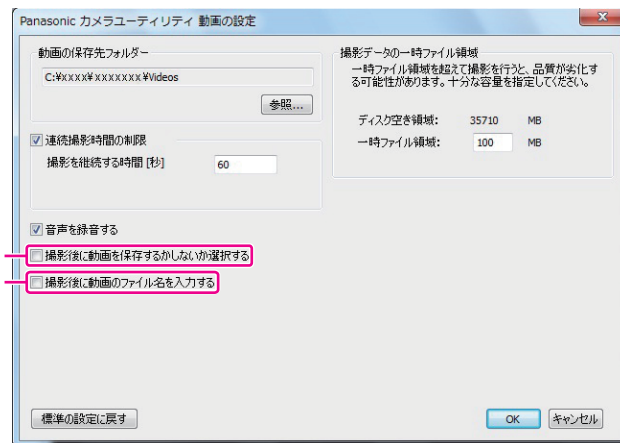 Panasonic カメラユーティリティ 動画の設定
動画の保存先フォルダー
C:¥xxxx¥xxxxxxx¥Videos
参照...
連続撮影時間の制限
撮影を継続する時間 [秒] 60
音声を録音する
撮影後に動画を保存するかしないか選択する
撮影後に動画のファイル名を入力する
撮影データの一時ファイル領域
一時ファイル領域を超えて撮影を行うと、品質が劣化す
る可能性があります。十分な容量を指定してください。
ディスク空き領域: 35710 MB
一時ファイル領域: 100 MB
標準の設定に戻す
OK
キャンセル